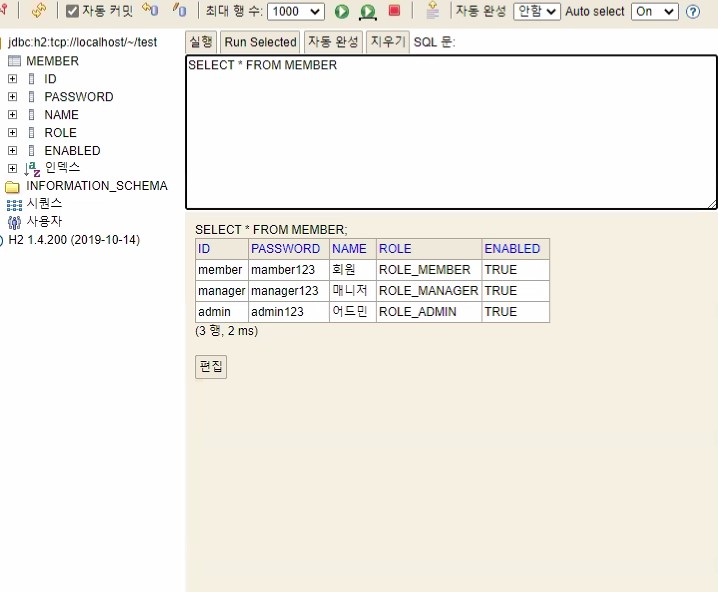 자동 커밋 최대 행 수: 1000 자동 완성 안함 Auto select On
jdbc:h2:tcp://localhost/~/test
MEMBER
ID
PASSWORD
NAME
ROLE
ENABLED
인덱스
INFORMATION_SCHEMA
시퀀스
사용자
H2 1.4.200 (2019-10-14)
실행 Run Selected 자동 완성 지우기 SQL 문:
SELECT * FROM MEMBER
SELECT * FROM MEMBER;
ID PASSWORD NAME ROLE ENABLED
member mamber123 회원 ROLE_MEMBER TRUE
manager manager123 매니저 ROLE_MANAGER TRUE
admin admin123 어드민 ROLE_ADMIN TRUE
(3 행, 2 ms)
편집